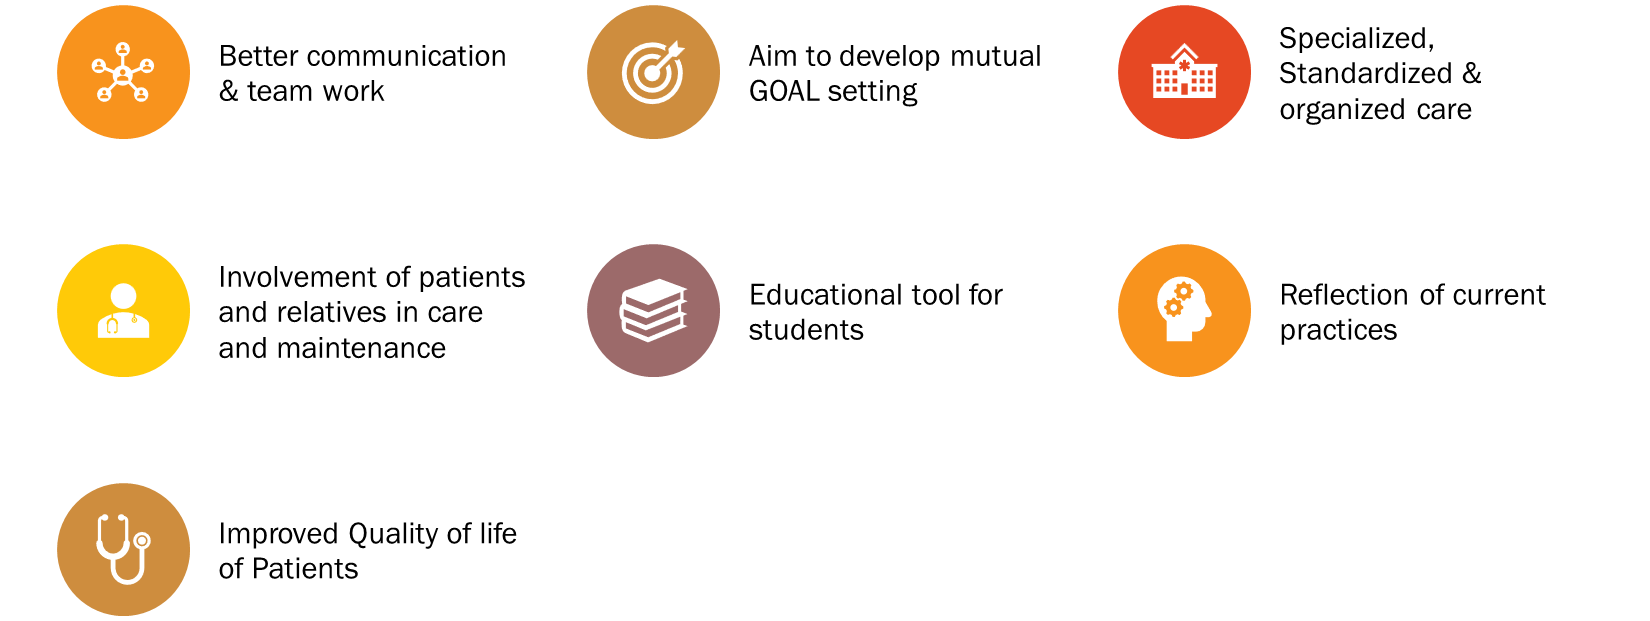 Better communication
& team work
Aim to develop mutual
GOAL setting
Specialized,
Standardized &
organized care
Involvement of patients
and relatives in care
and maintenance
Educational tool for
students
Reflection of current
practices
Improved Quality of life
of Patients